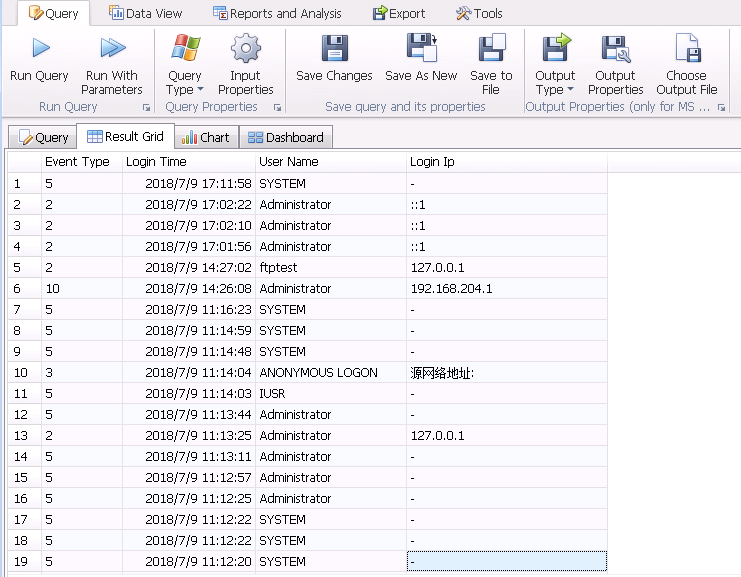 Query Data View Reports and Analysis Export Tools
Run Query Run With Parameters Query Type Input Properties Save Changes Save As New Save to File Output Type Output Properties Choose Output File
Run Query Query Properties Save query and its properties Output Properties (only for MS ...
Query Result Grid Chart Dashboard
Event Type Login Time User Name Login Ip
1 5 2018/7/9 17:11:58 SYSTEM -
2 2 2018/7/9 17:02:22 Administrator ::1
3 2 2018/7/9 17:02:10 Administrator ::1
4 2 2018/7/9 17:01:56 Administrator ::1
5 2 2018/7/9 14:27:02 ftptest 127.0.0.1
6 10 2018/7/9 14:26:08 Administrator 192.168.204.1
7 5 2018/7/9 11:16:23 SYSTEM -
8 5 2018/7/9 11:14:59 SYSTEM -
9 5 2018/7/9 11:14:48 SYSTEM -
10 3 2018/7/9 11:14:04 ANONYMOUS LOGON 源网络地址:
11 5 2018/7/9 11:14:03 IUSR -
12 5 2018/7/9 11:13:44 Administrator -
13 2 2018/7/9 11:13:25 Administrator 127.0.0.1
14 5 2018/7/9 11:13:11 Administrator -
15 5 2018/7/9 11:12:57 Administrator -
16 5 2018/7/9 11:12:25 Administrator -
17 5 2018/7/9 11:12:22 SYSTEM -
18 5 2018/7/9 11:12:22 SYSTEM -
19 5 2018/7/9 11:12:20 SYSTEM -